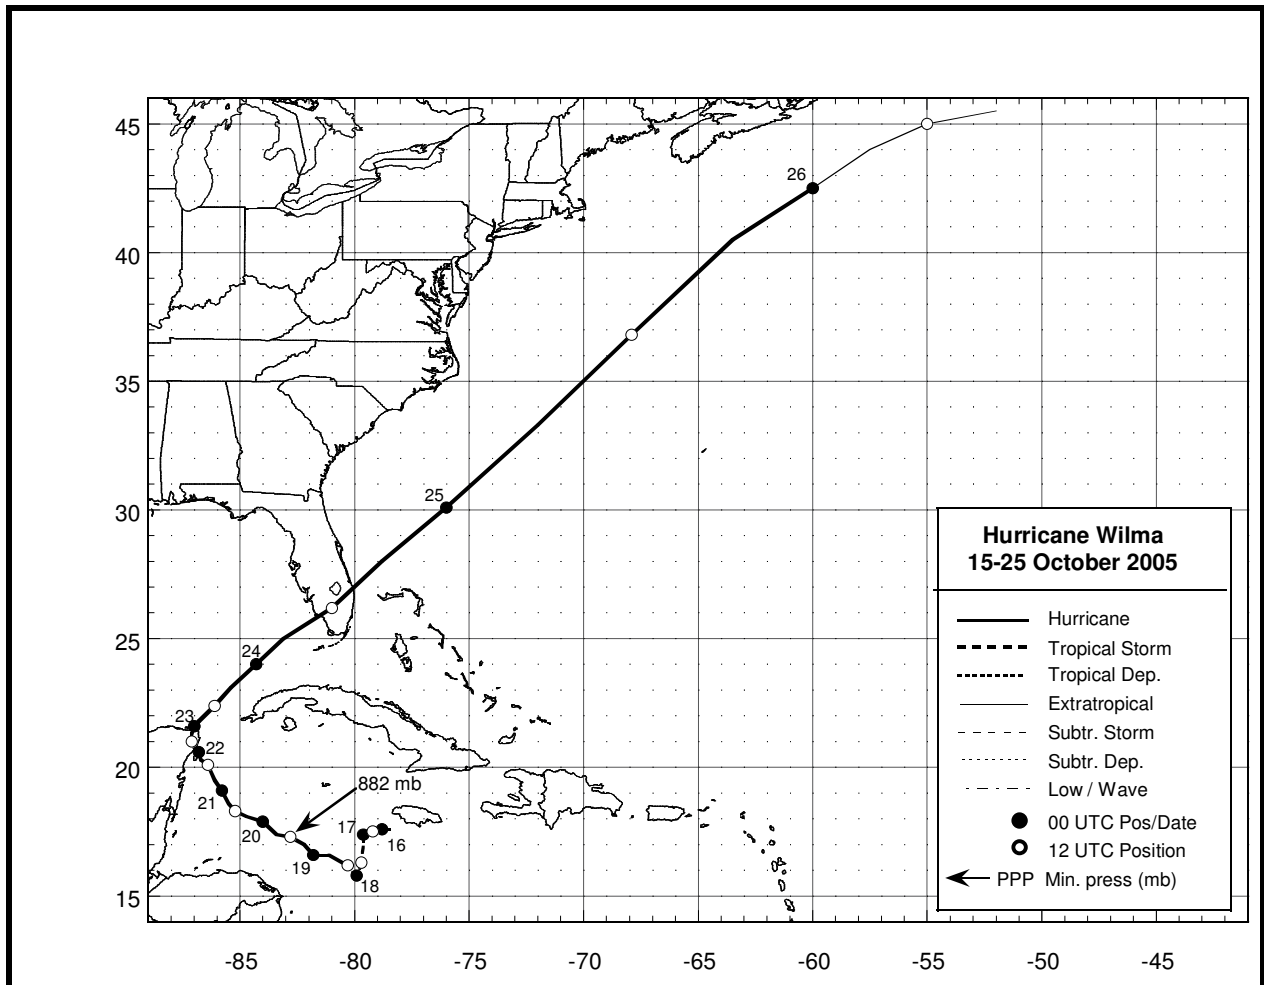 45
40
35
30
25
20
15
26
25
24
23
22
21
20
19
18
17
16
882 mb
Hurricane Wilma
15-25 October 2005
Hurricane
Tropical Storm
Tropical Dep.
Extratropical
Subtr. Storm
Subtr. Dep.
Low / Wave
00 UTC Pos/Date
12 UTC Position
PPP Min. press (mb)
-85 -80 -75 -70 -65 -60 -55 -50 -45